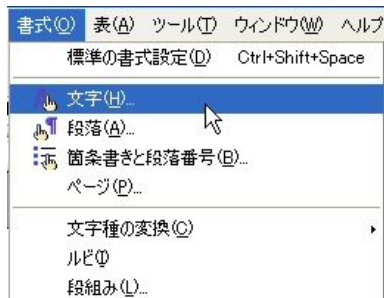 書式(O) 表(A) ツール(T) ウィンドウ(W) ヘルプ
標準の書式設定(D) Ctrl+Shift+Space
文字(H)...
段落(A)...
箇条書きと段落番号(B)...
ページ(P)...
文字種の変換(C)
ルビ(I)
段組み(L)...